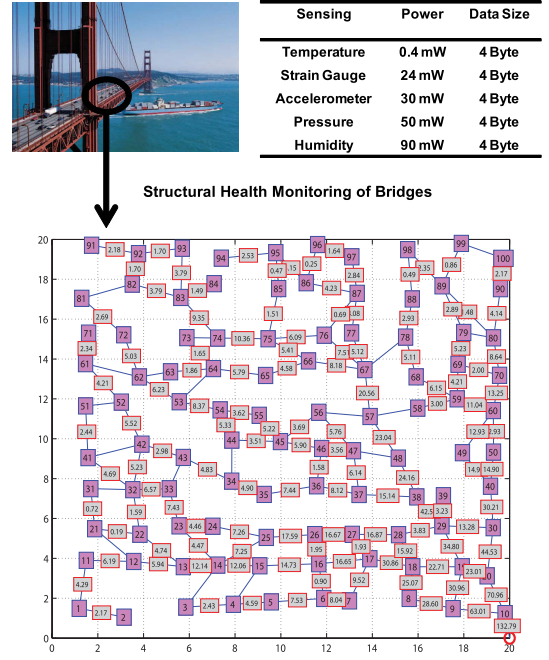 Sensing Power Data Size
Temperature 0.4 mW 4 Byte
Strain Gauge 24 mW 4 Byte
Accelerometer 30 mW 4 Byte
Pressure 50 mW 4 Byte
Humidity 90 mW 4 Byte
Structural Health Monitoring of Bridges
20
91 2.18 92 1.70 93 94 2.53 95 .15 0.25 96 1.64 97 98 2.35 0.86 99 100
18
1.70 3.79 0.47 2.84 0.49 2.17
81 82 3.79 83 1.49 84 85 86 4.23 87 88 89 90
16
2.69 9.35 1.51 0.69 .08 2.93 2.89 .48 4.14
71 72 73 74 10.36 75 6.09 76 77 78 79 80
14
2.34 5.03 1.65 5.41 7.51 5.12 5.11 5.23 8.64
61 62 1.86 63 64 5.79 65 4.58 66 8.18 67 68 69 2.00 70
12
4.21 6.23 20.56 6.15 4.21 13.25
51 52 53 8.37 54 3.62 55 56 57 58 3.00 59 11.04 60
10
2.44 5.52 5.33 5.22 3.69 5.76 23.04 12.93 2.93
41 42 2.98 43 44 3.51 45 5.90 46 3.56 47 48 49 50
8
4.69 5.23 4.83 1.58 6.14 24.16 14.9 14.90
31 32 6.57 33 34 4.90 35 7.44 36 8.12 37 15.14 38 39 40
6
0.72 1.59 7.43 42.5 3.23 30.21
21 0.19 22 23 4.46 24 7.26 25 17.59 26 16.67 27 16.87 28 3.83 29 13.28 30
4
4.74 4.47 7.25 1.95 1.93 15.92 34.80 44.53
11 6.19 12 5.94 13 12.14 14 12.06 15 14.73 16 16.65 17 30.86 18 22.71 23.01
2
4.29 0.90 9.52 25.07 30.96 70.96
1 2.17 2 3 2.43 4 4.59 5 7.53 6 8.04 7 8 28.60 9 63.01 10
132.79
0
0 2 4 6 8 10 12 14 16 18 20